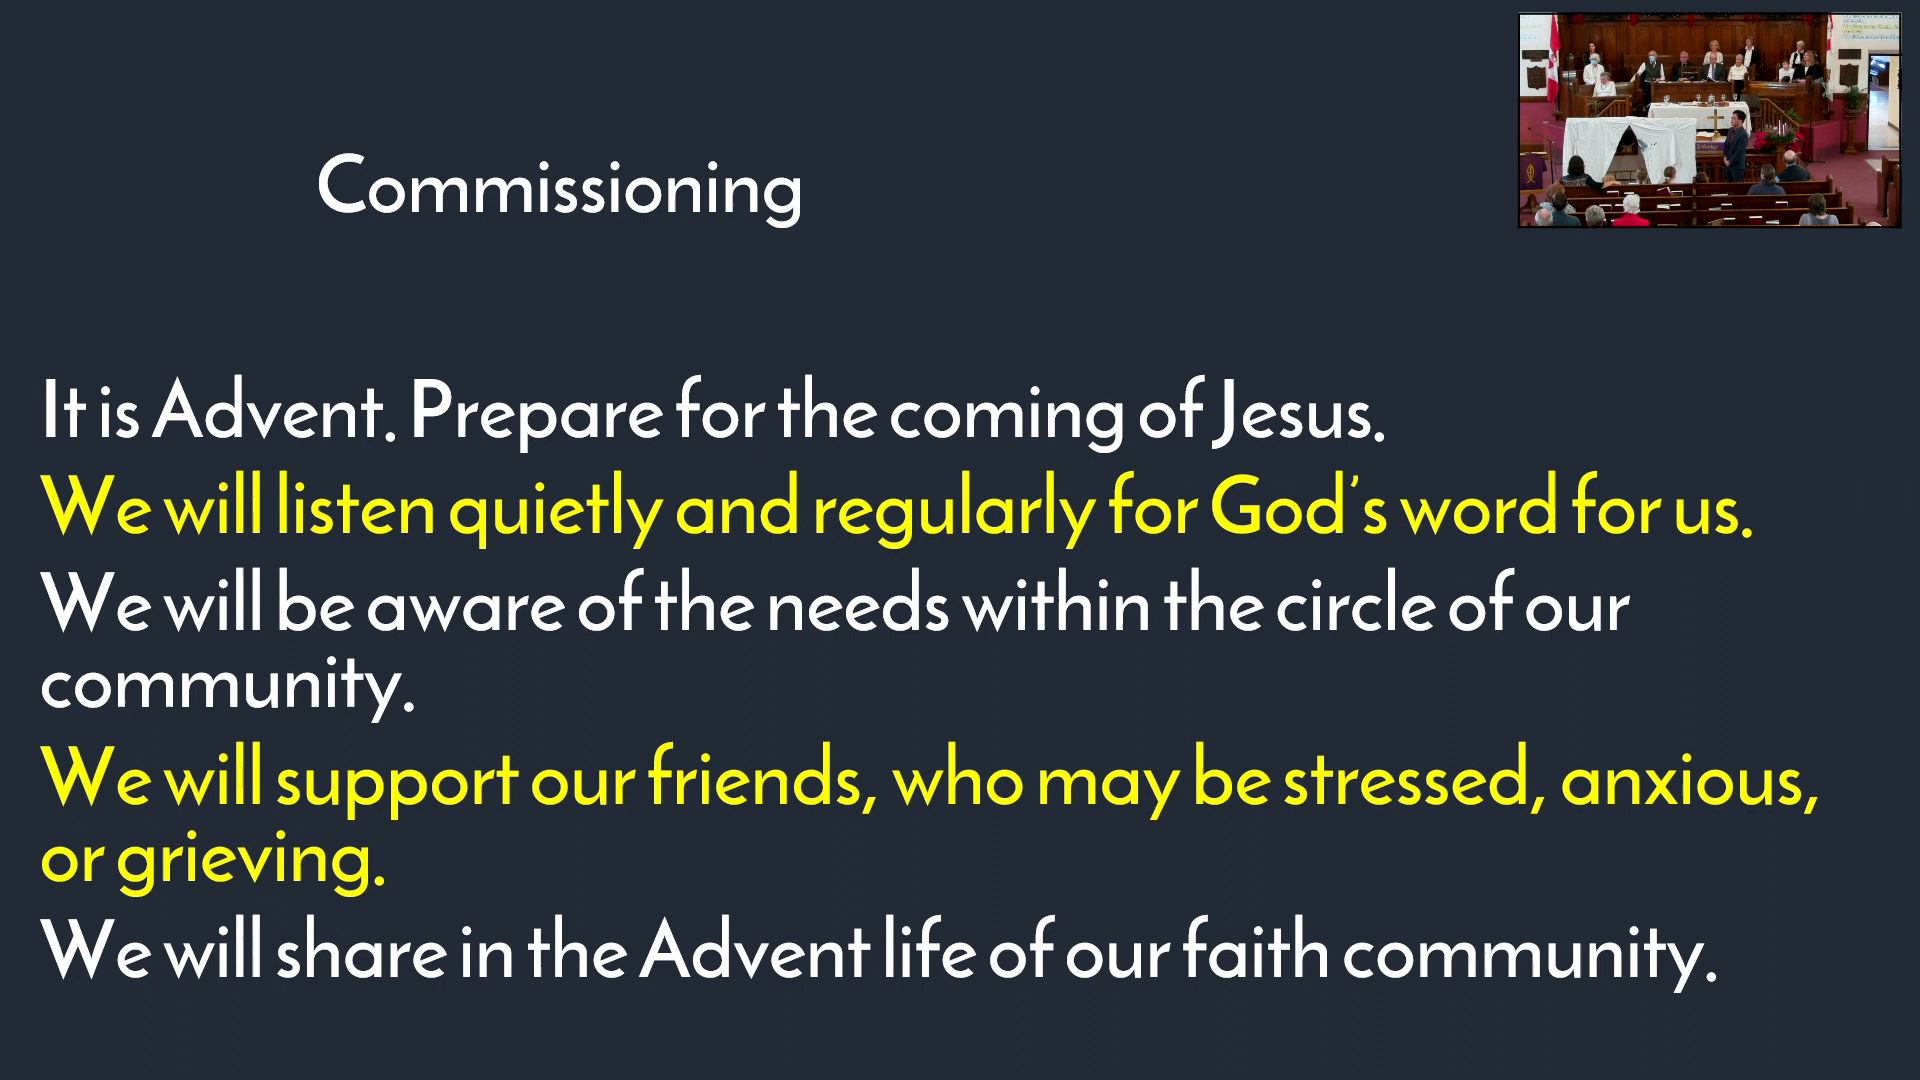 Commissioning
It is Advent. Prepare for the coming of Jesus.
We will listen quietly and regularly for God's word for us.
We will be aware of the needs within the circle of our
community.
We will support our friends, who may be stressed, anxious,
or grieving.
We will share in the Advent life of our faith community.